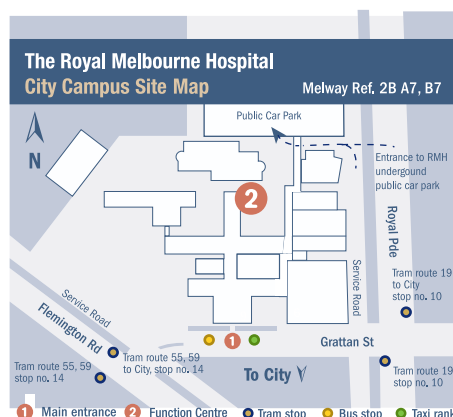 The Royal Melbourne Hospital
City Campus Site Map
Melway Ref. 2B A7, B7
Public Car Park
N
Entrance to RMH
undergound
public car park
2
Royal Pde
Service Road
Tram route 19
to City
stop no. 10
Service Road
Flemington Rd
Grattan St
1
Tram route 55, 59
to City, stop no. 14
Tram route 55, 59
stop no. 14
To City
Tram route 19
stop no. 10
1 Main entrance 2 Function Centre Tram stop Bus stop Taxi rank